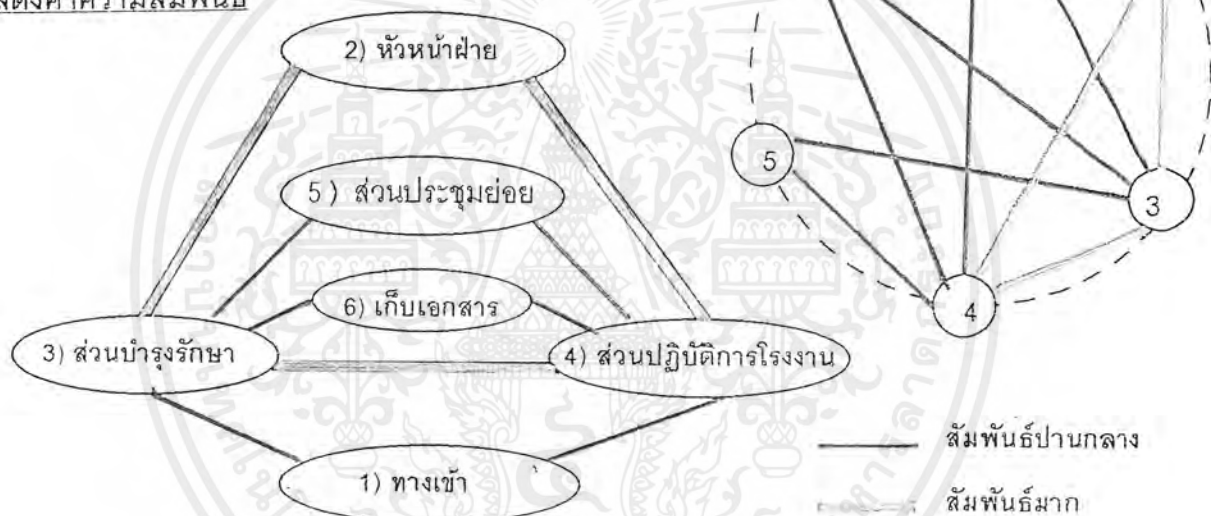 2) หัวหน้าฝ่าย
5) ส่วนประชุมย่อย
6) เก็บเอกสาร
3) ส่วนบำรุงรักษา
4) ส่วนปฏิบัติการโรงงาน
1) ทางเข้า
5
3
4
สัมพันธ์ปานกลาง
สัมพันธ์มาก